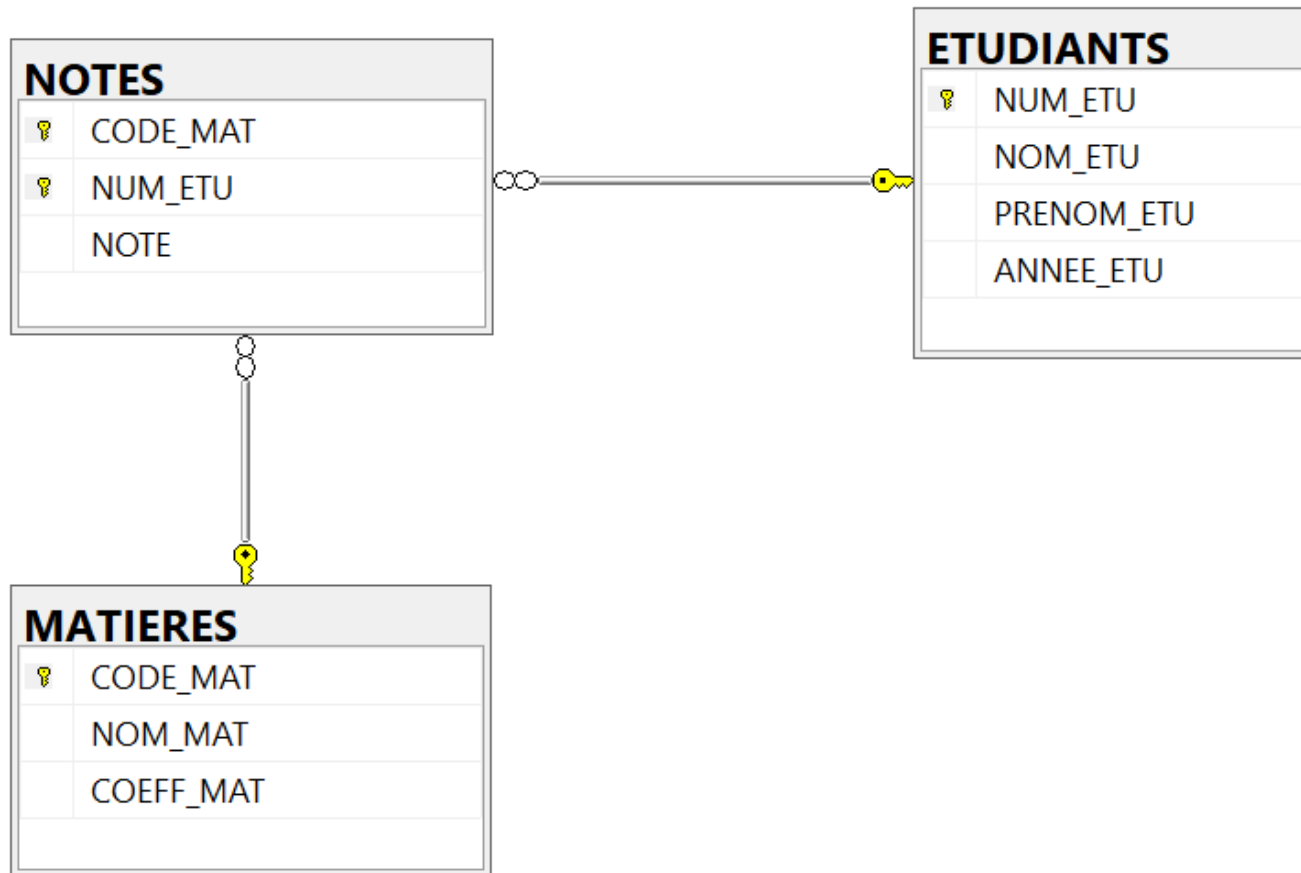 NOTES
CODE_MAT
NUM_ETU
NOTE
ETUDIANTS
NUM_ETU
NOM_ETU
PRENOM_ETU
ANNEE_ETU
MATIERES
CODE_MAT
NOM_MAT
COEFF_MAT